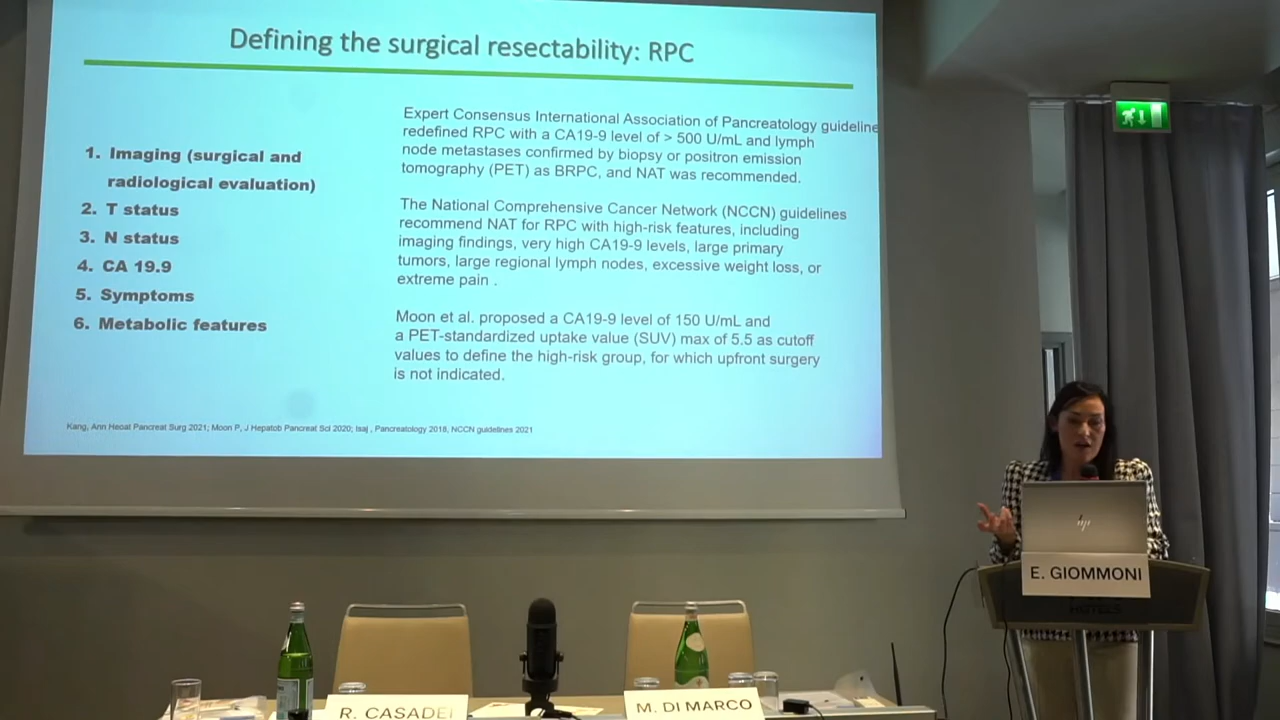 Defining the surgical resectability: RPC
1. Imaging (surgical and
radiological evaluation)
2. T status
3. N status
4. CA 19.9
5. Symptoms
6. Metabolic features
Expert Consensus International Association of Pancreatology guideline
redefined RPC with a CA19-9 level of > 500 U/mL and lymph
node metastases confirmed by biopsy or positron emission
tomography (PET) as BRPC, and NAT was recommended.
The National Comprehensive Cancer Network (NCCN) guidelines
recommend NAT for RPC with high-risk features, including
imaging findings, very high CA19-9 levels, large primary
tumors, large regional lymph nodes, excessive weight loss, or
extreme pain .
Moon et al. proposed a CA19-9 level of 150 U/mL and
a PET-standardized uptake value (SUV) max of 5.5 as cutoff
values to define the high-risk group, for which upfront surgery
is not indicated.
Kang, Ann Hepat Pancreat Surg 2021; Moon P, J Hepatob Pancreat Sci 2020; Isaj , Pancreatology 2018, NCCN guidelines 2021
hp
E. GIOMMONI
HOTELS
R. CASADEI
M. DI MARCO